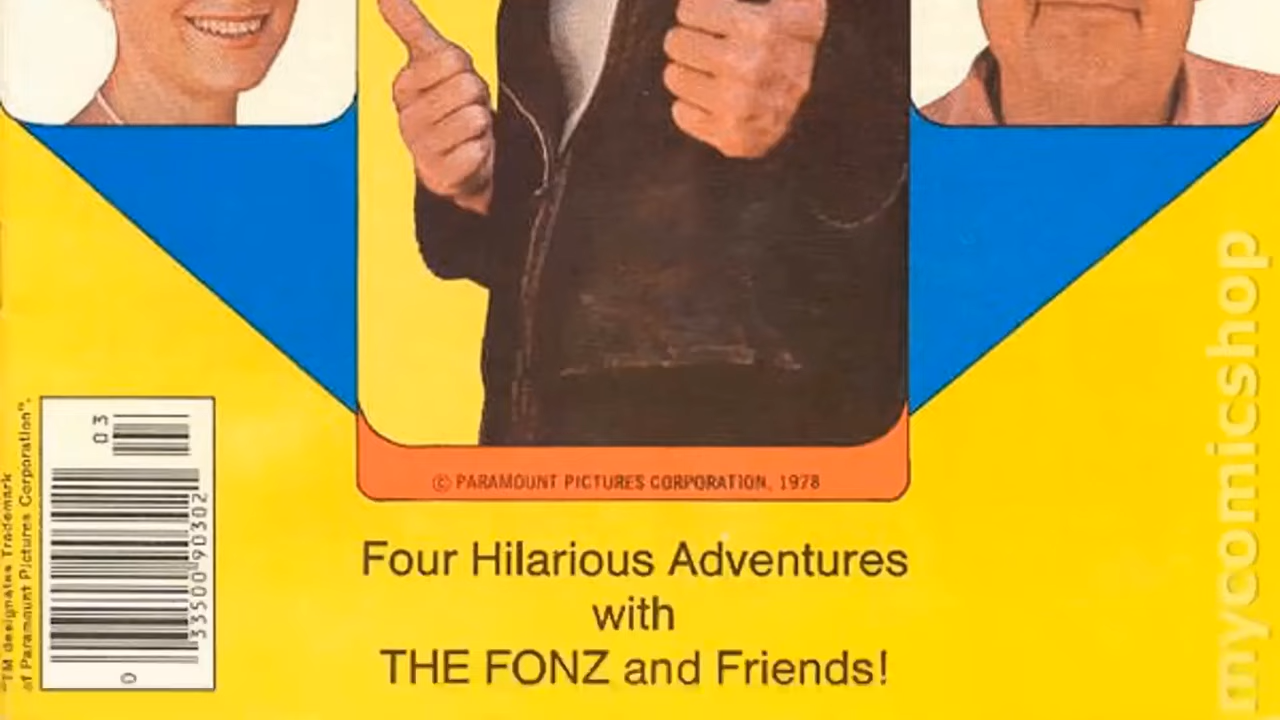 © PARAMOUNT PICTURES CORPORATION, 1978
Four Hilarious Adventures
with
THE FONZ and Friends!
03
33500 90302
0
"TM designates Trademark
of Paramount Pictures Corporation".
mycomicshop